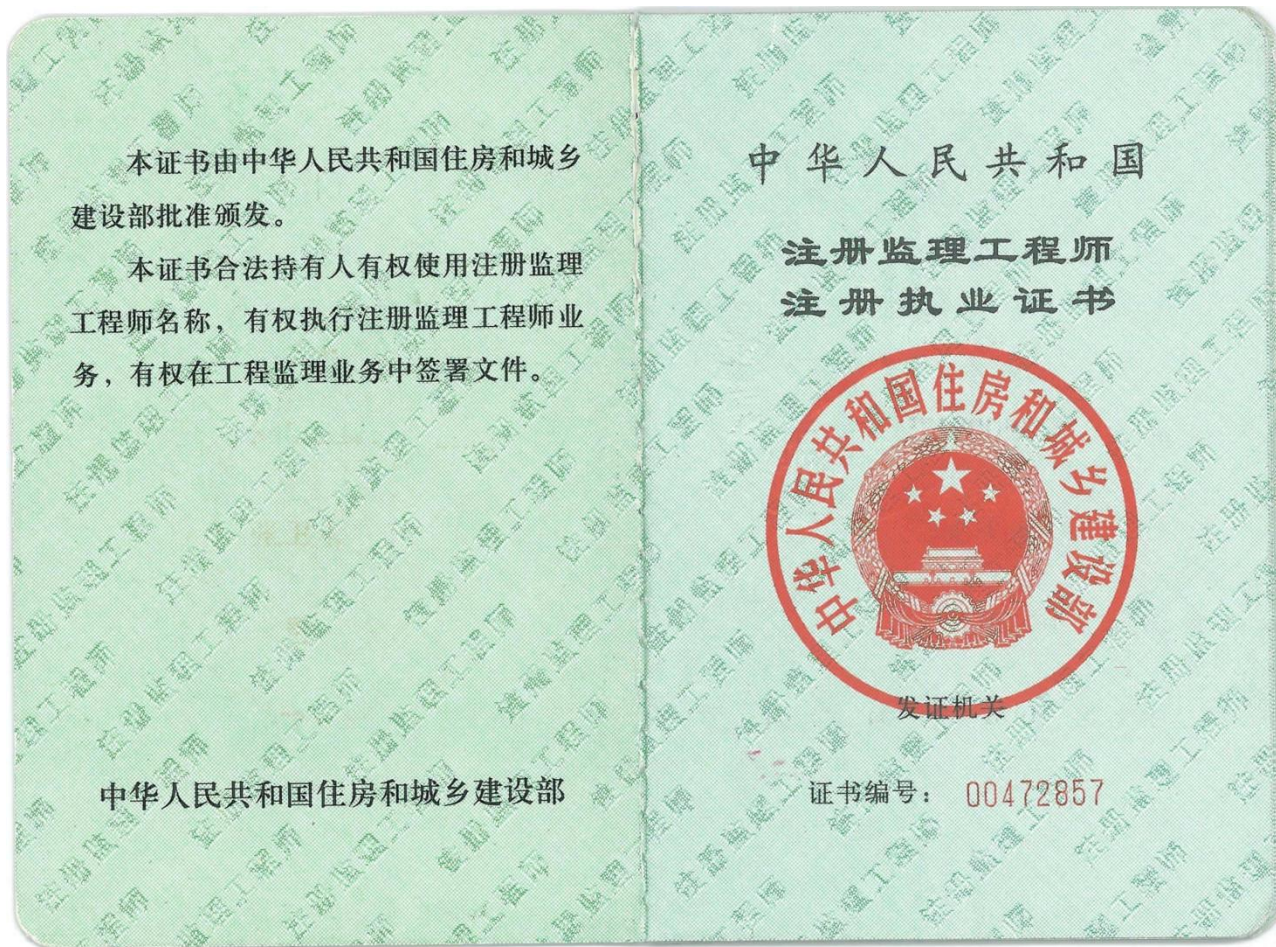 本证书由中华人民共和国住房和城乡
建设部批准颁发。
本证书合法持有人有权使用注册监理
工程师名称，有权执行注册监理工程师业
务，有权在工程监理业务中签署文件。
中华人民共和国住房和城乡建设部
中华人民共和国
注册监理工程师
注册执业证书
中华人民共和国住房和城乡建设部
发证机关
证书编号： 00472857